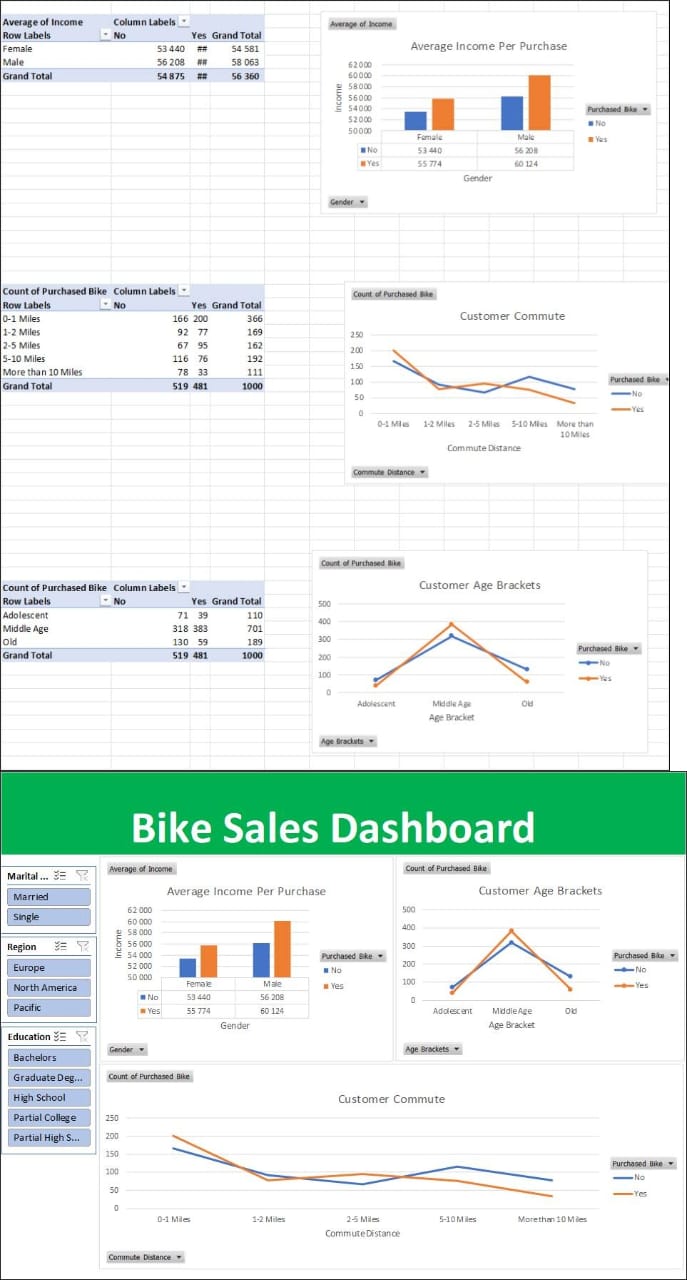 Average of Income Column Labels
Row Labels No Yes Grand Total
Female 53 440 ## 54 581
Male 56 208 ## 58 063
Grand Total 54 875 ## 56 360
Average of Income
Average Income Per Purchase
62 000
60 000
58 000
56 000
54 000
52 000
50 000
Income
Female Male
No 53 440 56 208
Yes 55 774 60 124
Gender
Purchased Bike
No
Yes
Gender
Count of Purchased Bike Column Labels
Row Labels No Yes Grand Total
0-1 Miles 166 200 366
1-2 Miles 92 77 169
2-5 Miles 67 95 162
5-10 Miles 116 76 192
More than 10 Miles 78 33 111
Grand Total 519 481 1000
Count of Purchased Bike
Customer Commute
250
200
150
100
50
0
0-1 Miles 1-2 Miles 2-5 Miles 5-10 Miles More than
10 Miles
Commute Distance
Purchased Bike
No
Yes
Commute Distance
Count of Purchased Bike Column Labels
Row Labels No Yes Grand Total
Adolescent 71 39 110
Middle Age 318 383 701
Old 130 59 189
Grand Total 519 481 1000
Count of Purchased Bike
Customer Age Brackets
500
400
300
200
100
0
Adolescent Middle Age Old
Age Bracket
Purchased Bike
No
Yes
Age Brackets
Bike Sales Dashboard
Marital ...
Married
Single
Region
Europe
North America
Pacific
Education
Bachelors
Graduate Deg...
High School
Partial College
Partial High S...
Average of Income
Average Income Per Purchase
62 000
60 000
58 000
56 000
54 000
52 000
50 000
Income
Female Male
No 53 440 56 208
Yes 55 774 60 124
Gender
Purchased Bike
No
Yes
Gender
Count of Purchased Bike
Customer Age Brackets
500
400
300
200
100
0
Adolescent Middle Age Old
Age Bracket
Purchased Bike
No
Yes
Age Brackets
Count of Purchased Bike
Customer Commute
250
200
150
100
50
0
0-1 Miles 1-2 Miles 2-5 Miles 5-10 Miles More than 10 Miles
Commute Distance
Purchased Bike
No
Yes
Commute Distance